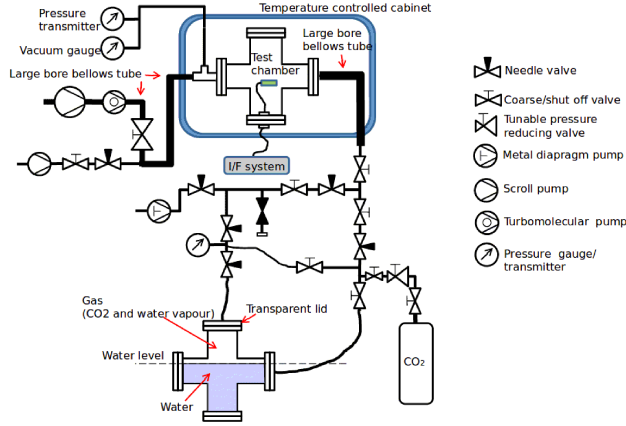 Temperature controlled cabinet
Pressure
transmitter
Vacuum gauge
Large bore bellows tube
Large bore
bellows tube
Test
chamber
I/F system
Needle valve
Coarse/shut off valve
Tunable pressure
reducing valve
Metal diapragm pump
Scroll pump
Turbomolecular pump
Pressure gauge/
transmitter
Gas
(CO2 and water vapour)
Transparent lid
Water level
Water
CO₂